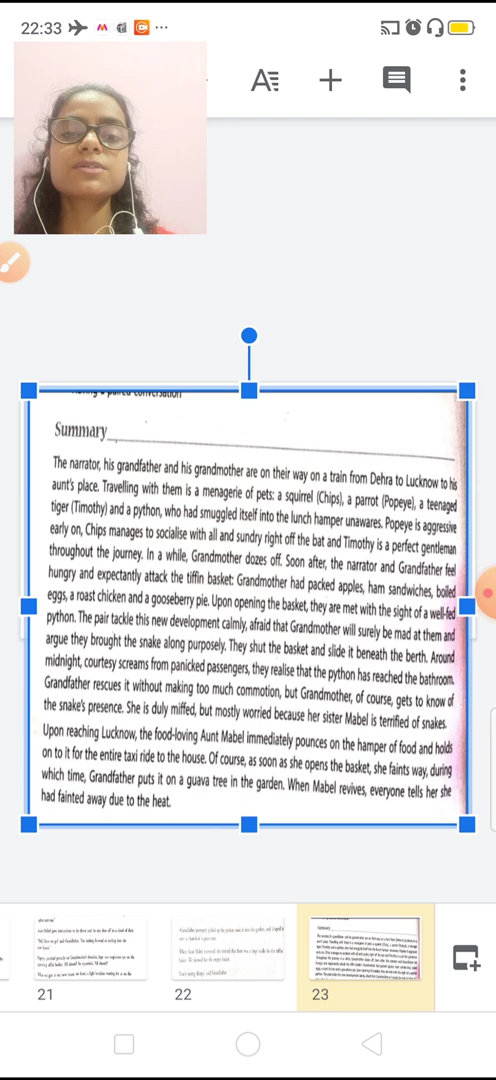 22:33
Having a paired conversation
Summary
The narrator, his grandfather and his grandmother are on their way on a train from Dehra to Lucknow to his
aunt's place. Travelling with them is a menagerie of pets: a squirrel (Chips), a parrot (Popeye), a teenaged
tiger (Timothy) and a python, who had smuggled itself into the lunch hamper unawares. Popeye is aggressive
early on, Chips manages to socialise with all and sundry right off the bat and Timothy is a perfect gentleman
throughout the journey. In a while, Grandmother dozes off. Soon after, the narrator and Grandfather feel
hungry and expectantly attack the tiffin basket: Grandmother had packed apples, ham sandwiches, boiled
eggs, a roast chicken and a gooseberry pie. Upon opening the basket, they are met with the sight of a well-fed
python. The pair tackle this new development calmly, afraid that Grandmother will surely be mad at them and
argue they brought the snake along purposely. They shut the basket and slide it beneath the berth. Around
midnight, courtesy screams from panicked passengers, they realise that the python has reached the bathroom.
Grandfather rescues it without making too much commotion, but Grandmother, of course, gets to know of
the snake's presence. She is duly miffed, but mostly worried because her sister Mabel is terrified of snakes.
Upon reaching Lucknow, the food-loving Aunt Mabel immediately pounces on the hamper of food and holds
on to it for the entire taxi ride to the house. Of course, as soon as she opens the basket, she faints way, during
which time, Grandfather puts it on a guava tree in the garden. When Mabel revives, everyone tells her she
had fainted away due to the heat.
21
22
23